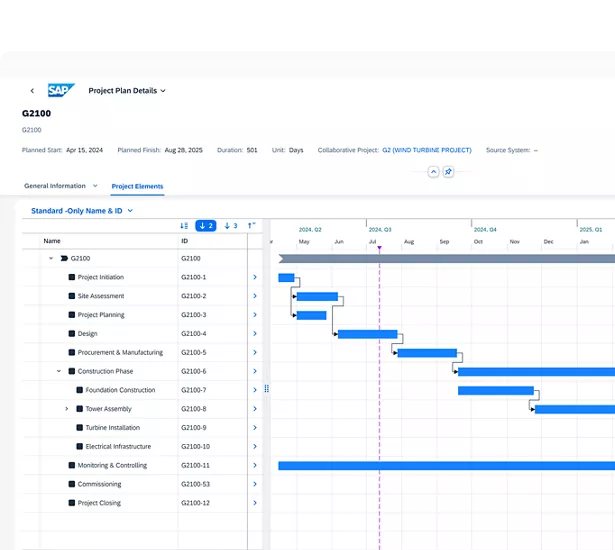 SAP Project Plan Details
G2100
G2100
Planned Start: Apr 15, 2024 Planned Finish: Aug 28, 2025 Duration: 501 Unit: Days Collaborative Project: G2 (WIND TURBINE PROJECT) Source System: –
General Information Project Elements
Standard -Only Name & ID
2 3
2024, Q2 2024, Q3 2024, Q4 2025, Q1
Name ID
May Jun Jul Aug Sep Oct Nov Dec Jan
G2100 G2100
Project Initiation G2100-1
Site Assessment G2100-2
Project Planning G2100-3
Design G2100-4
Procurement & Manufacturing G2100-5
Construction Phase G2100-6
Foundation Construction G2100-7
Tower Assembly G2100-8
Turbine Installation G2100-9
Electrical Infrastructure G2100-10
Monitoring & Controlling G2100-11
Commissioning G2100-53
Project Closing G2100-12